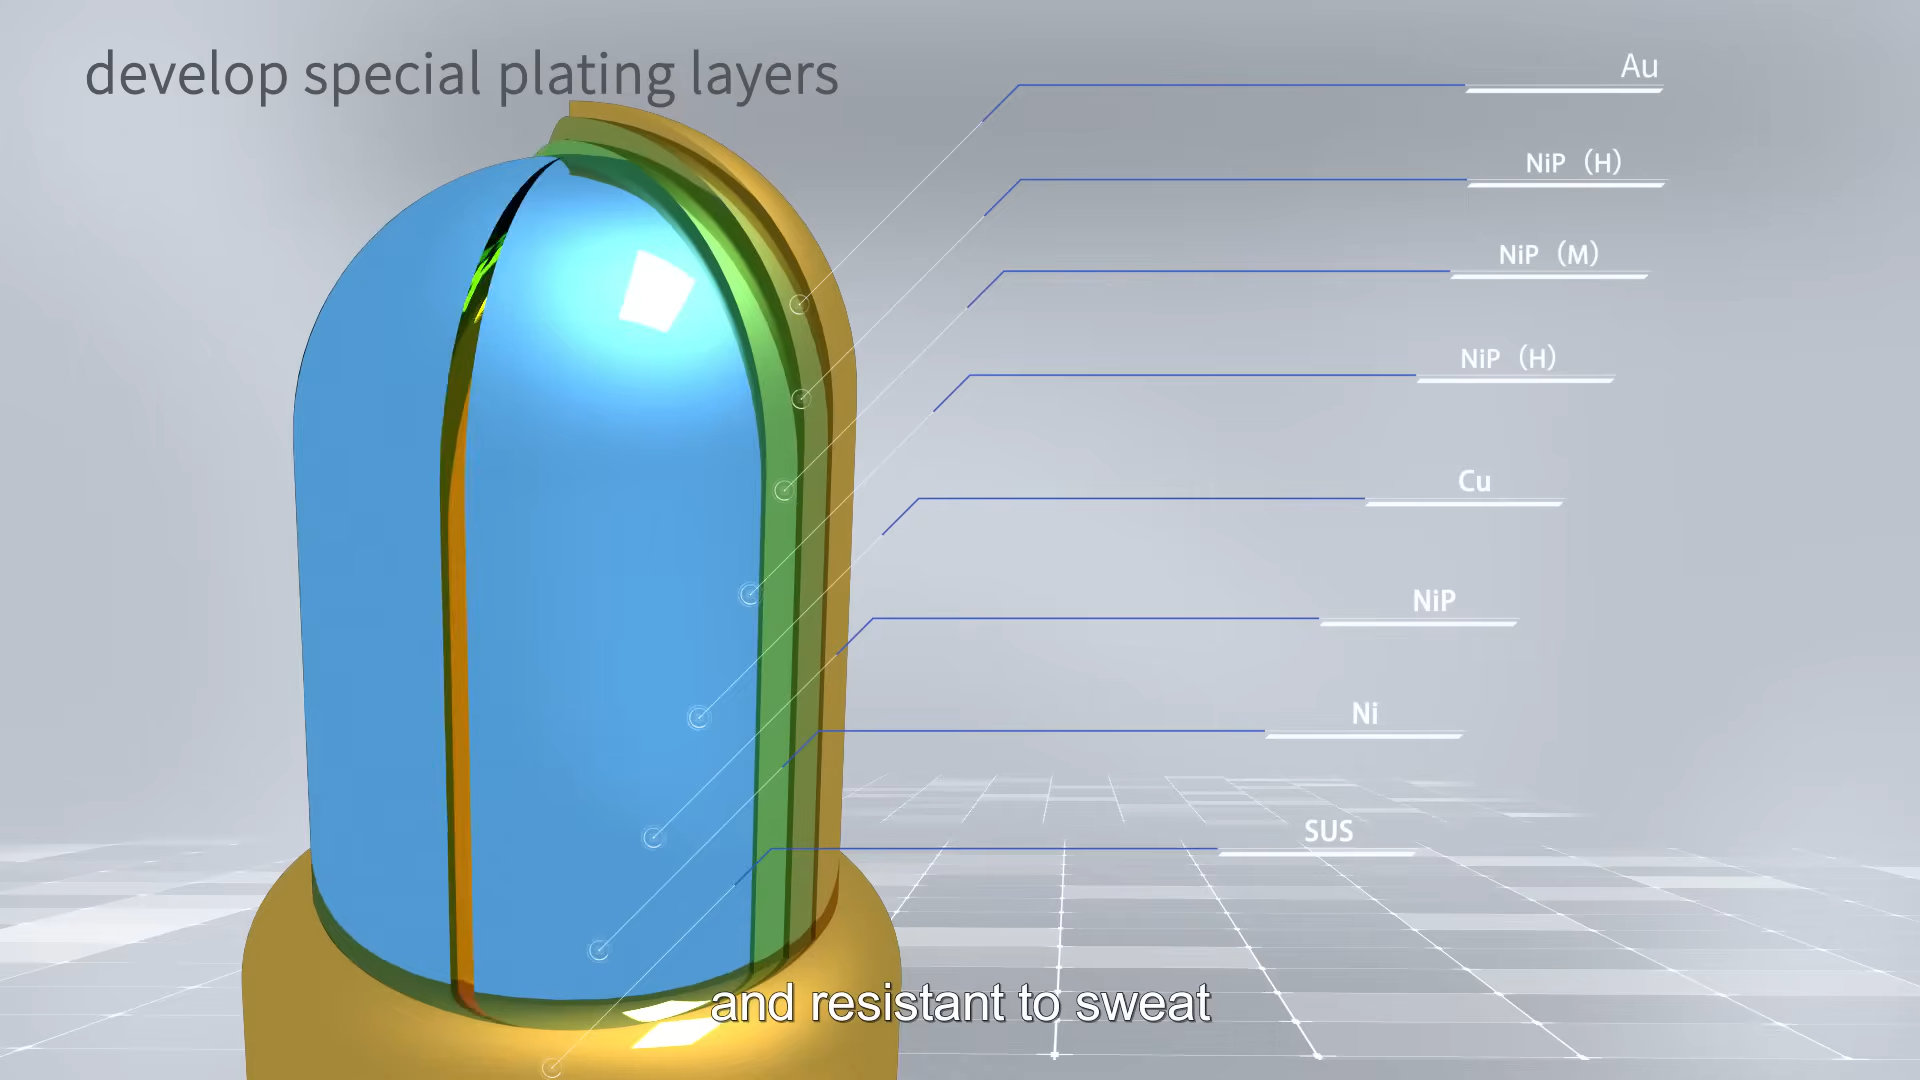 develop special plating layers
Au
NiP（H）
NiP（M）
NiP（H）
Cu
NiP
Ni
SUS
and resistant to sweat